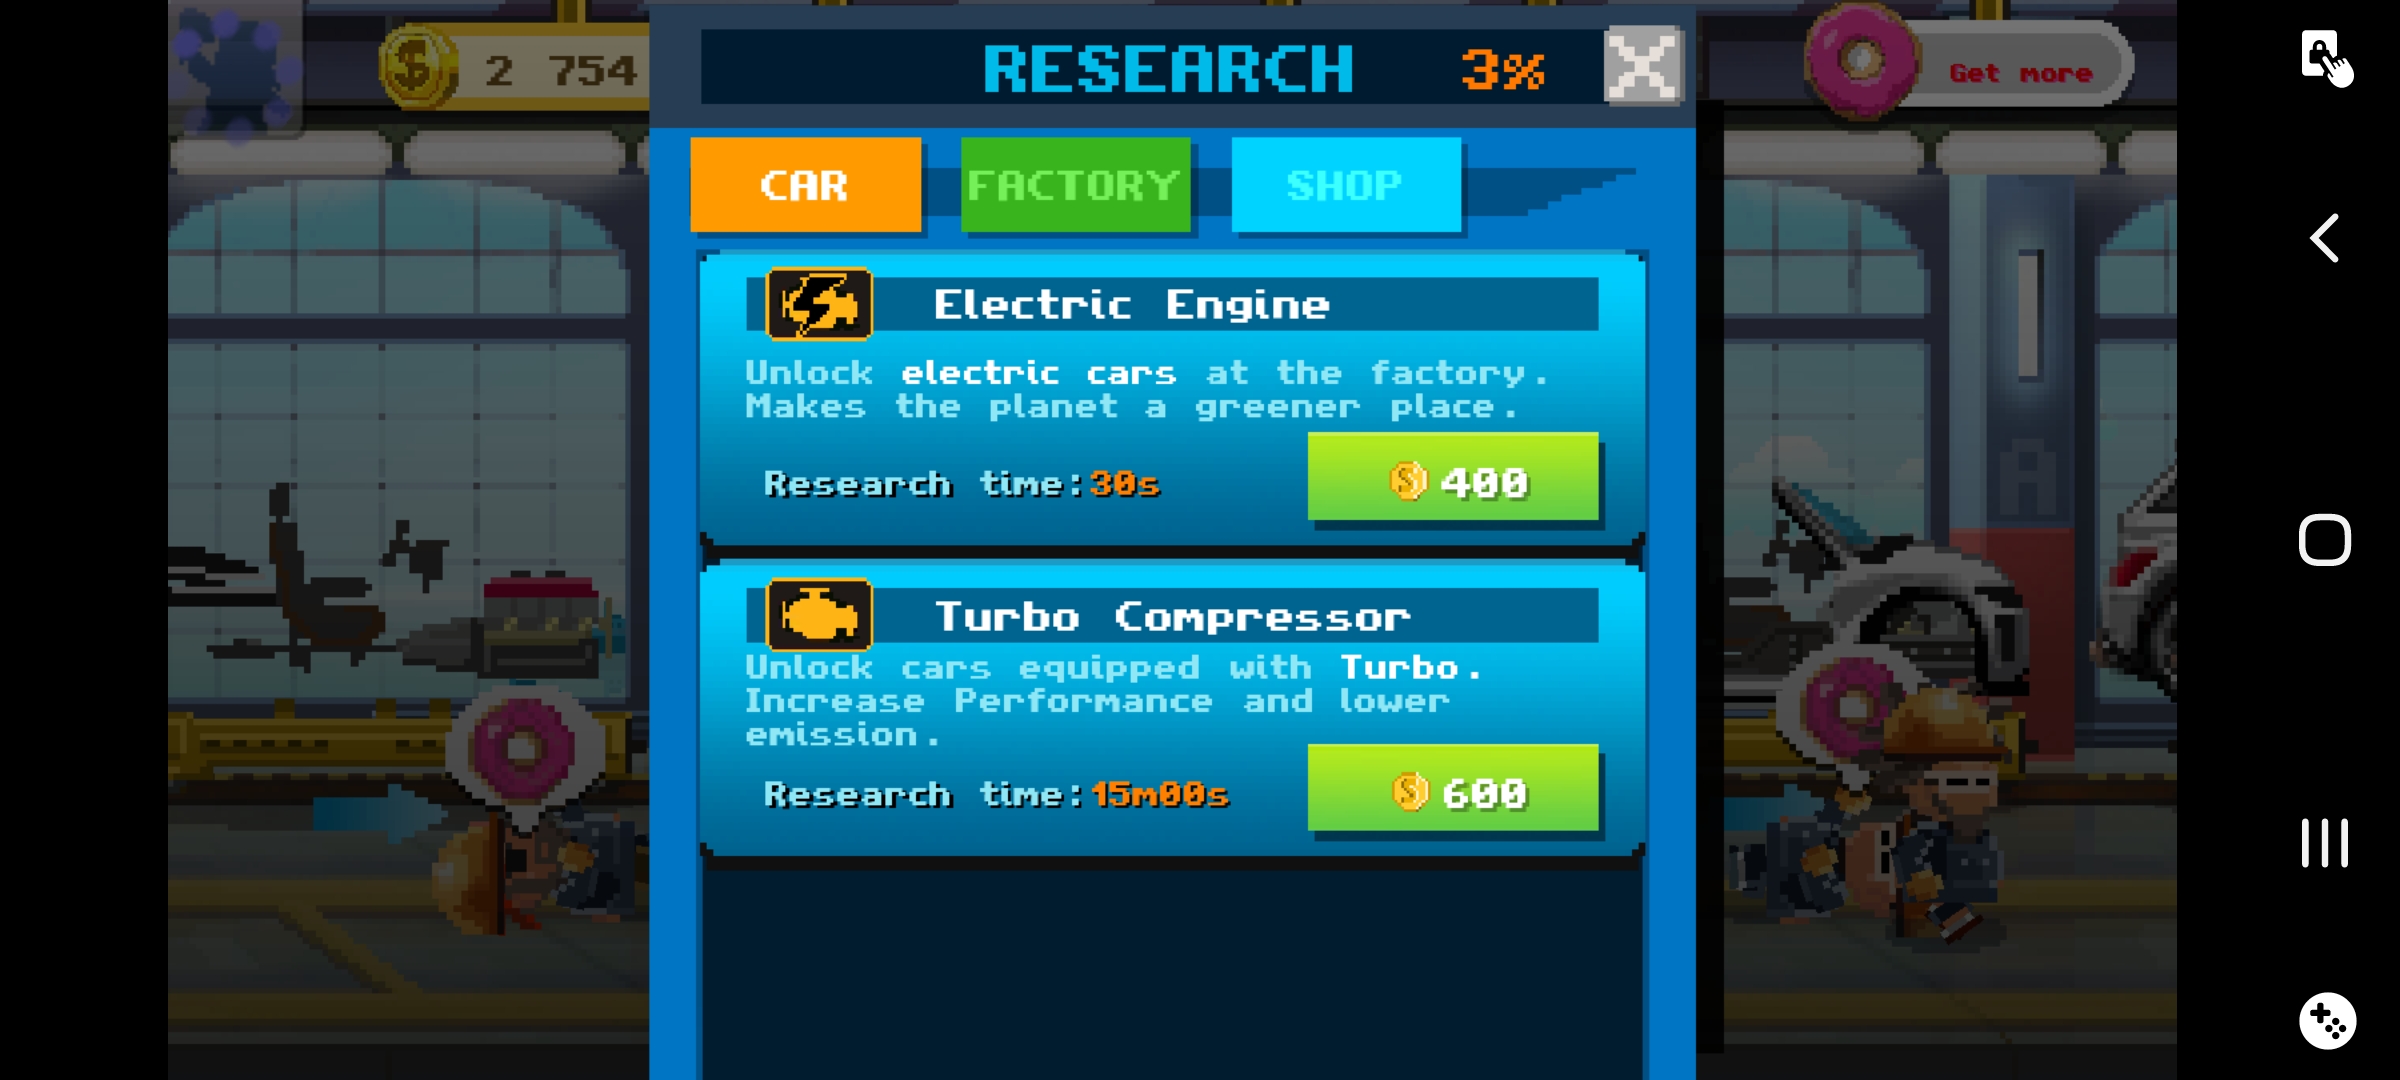 2 754
RESEARCH 3%
Get more
CAR FACTORY SHOP
Electric Engine
Unlock electric cars at the factory.
Makes the planet a greener place.
Research time:30s
400
Turbo Compressor
Unlock cars equipped with Turbo.
Increase Performance and lower
emission.
Research time:15m00s
600
A